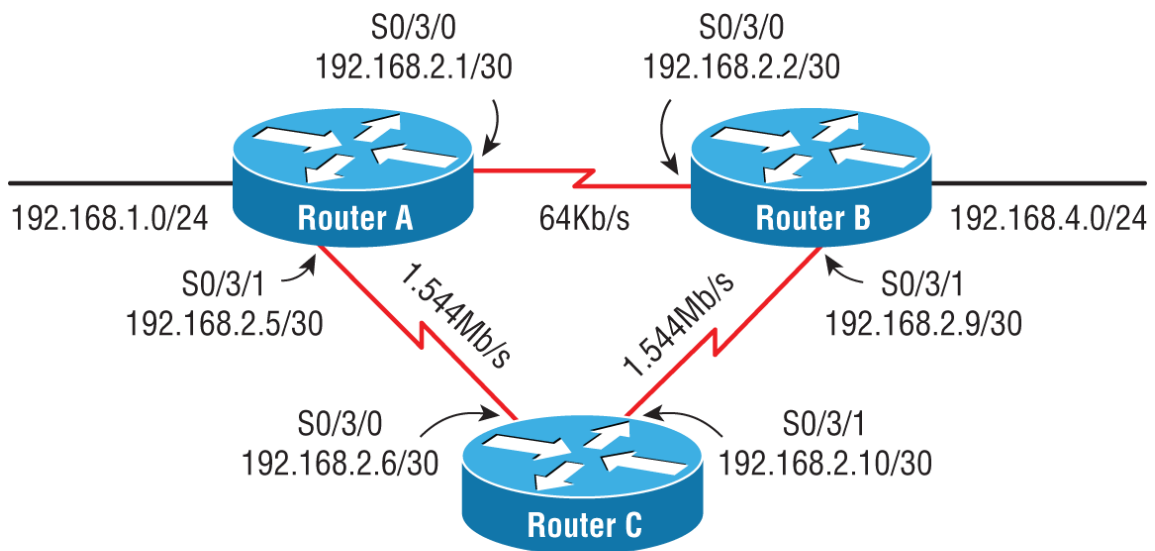 S0/3/0
192.168.2.1/30
S0/3/0
192.168.2.2/30
192.168.1.0/24
Router A
64Kb/s
Router B
192.168.4.0/24
S0/3/1
192.168.2.5/30
1.544Mb/s
1.544Mb/s
S0/3/1
192.168.2.9/30
S0/3/0
192.168.2.6/30
S0/3/1
192.168.2.10/30
Router C